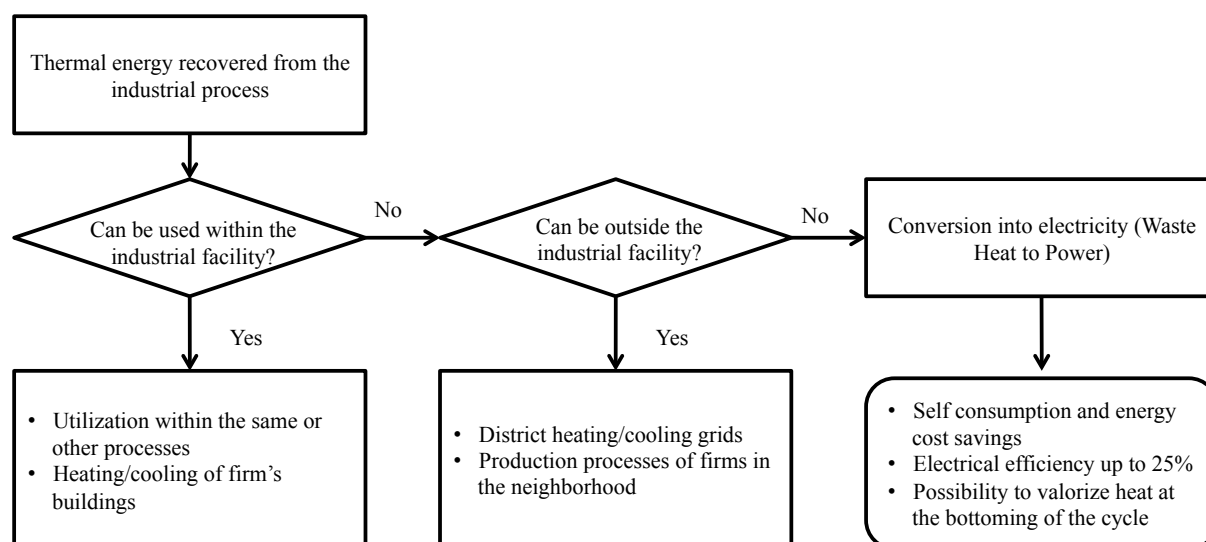 Thermal energy recovered from the
industrial process
Can be used within the
industrial facility?
No
Can be outside the
industrial facility?
No
Conversion into electricity (Waste
Heat to Power)
Yes
Yes
• Utilization within the same or
other processes
• Heating/cooling of firm’s
buildings
• District heating/cooling grids
• Production processes of firms in
the neighborhood
• Self consumption and energy
cost savings
• Electrical efficiency up to 25%
• Possibility to valorize heat at
the bottoming of the cycle